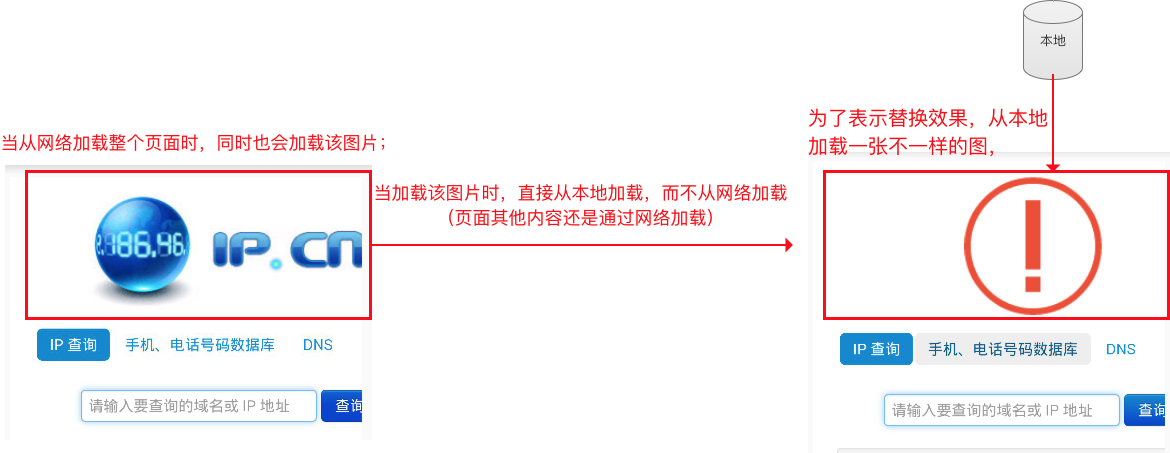 本地
为了表示替换效果，从本地
加载一张不一样的图，
当从网络加载整个页面时，同时也会加载该图片；
当加载该图片时，直接从本地加载，而不从网络加载
（页面其他内容还是通过网络加载）
2.186.96.
IP.CN
IP 查询
手机、电话号码数据库
DNS
请输入要查询的域名或 IP 地址
查询
!
IP 查询
手机、电话号码数据库
DNS
请输入要查询的域名或 IP 地址
查询